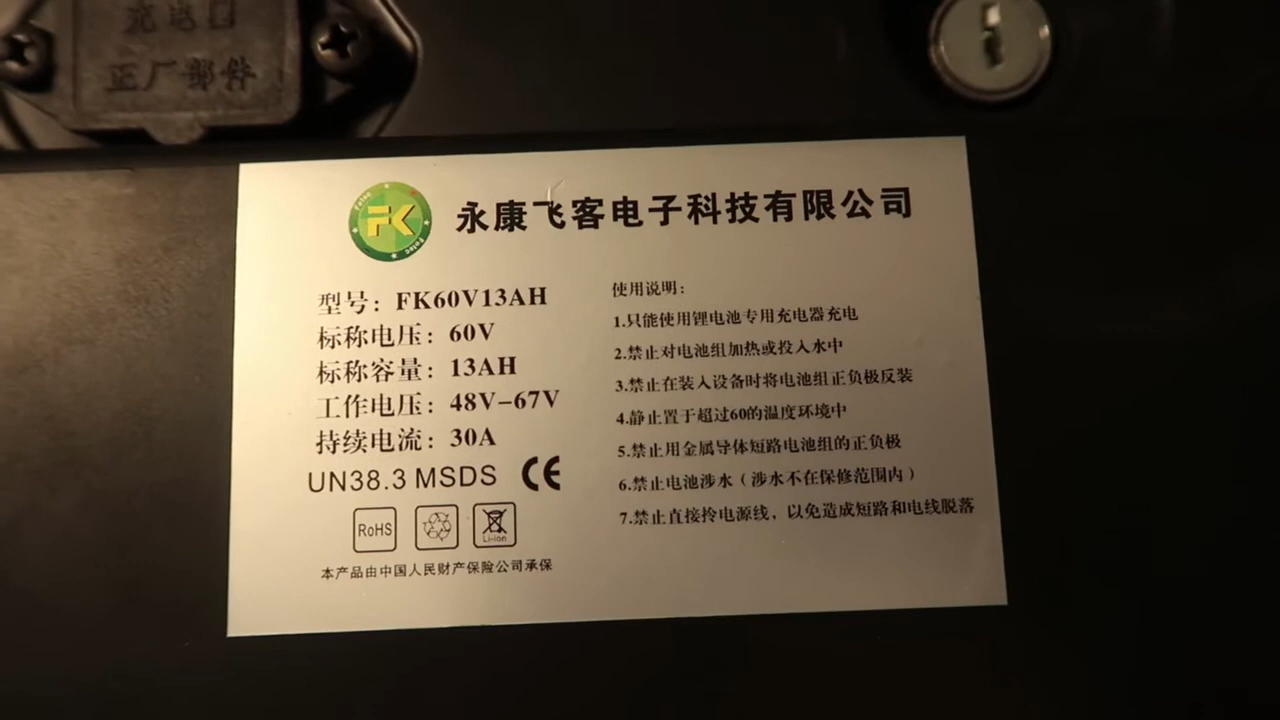 充电口
正厂部件
FK
Fetec
永康飞客电子科技有限公司
型号：FK60V13AH
标称电压：60V
标称容量：13AH
工作电压：48V-67V
持续电流：30A
UN38.3 MSDS CE
RoHS
Li-ion
本产品由中国人民财产保险公司承保
使用说明：
1.只能使用锂电池专用充电器充电
2.禁止对电池组加热或投入水中
3.禁止在装入设备时将电池组正负极反装
4.静止置于超过60的温度环境中
5.禁止用金属导体短路电池组的正负极
6.禁止电池涉水（涉水不在保修范围内）
7.禁止直接拎电源线，以免造成短路和电线脱落